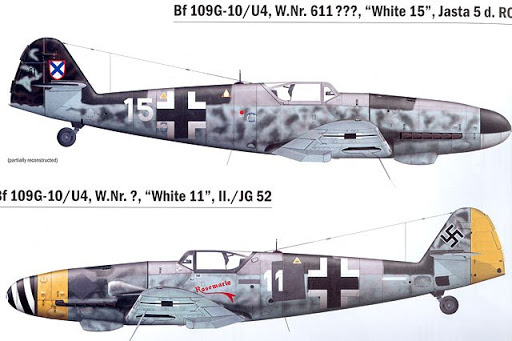 Bf 109G-10/U4, W.Nr. 611 ???, “White 15”, Jasta 5 d. RO
15
(partially reconstructed)
Bf 109G-10/U4, W.Nr. ?, “White 11”, II./JG 52
11
Rosemarie